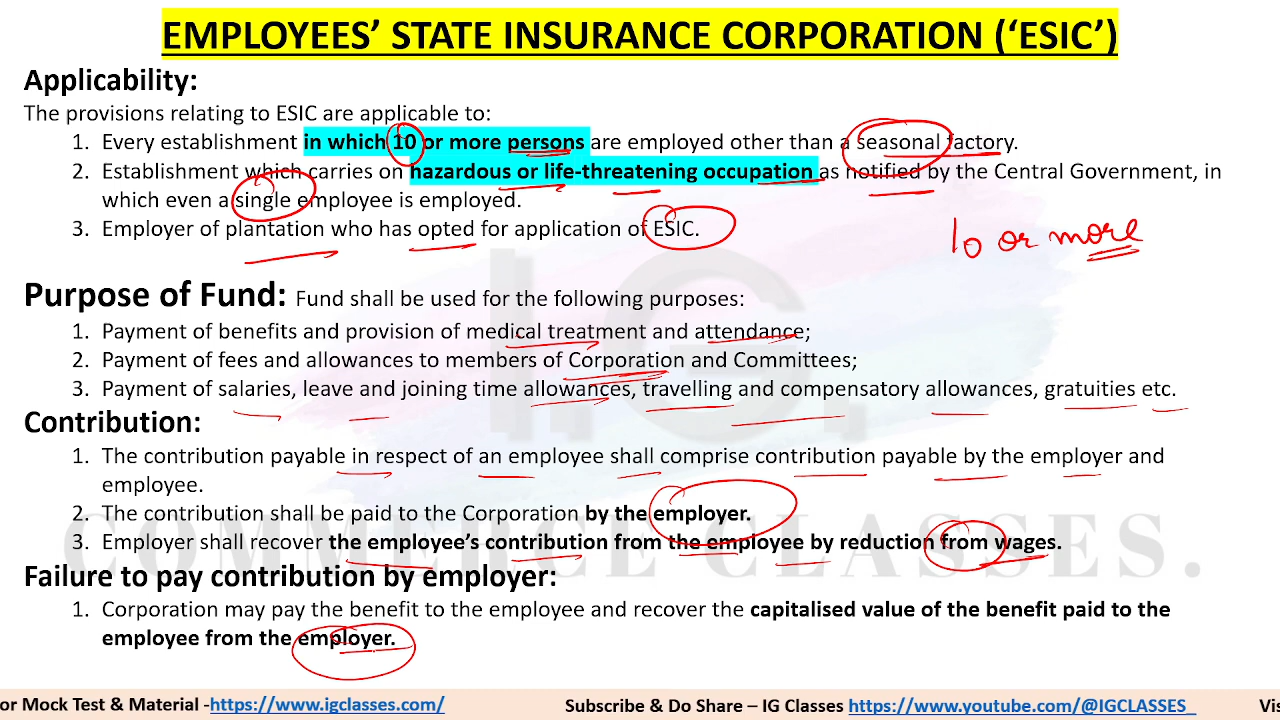 EMPLOYEES’ STATE INSURANCE CORPORATION (‘ESIC’)
Applicability:
The provisions relating to ESIC are applicable to:
1. Every establishment in which 10 or more persons are employed other than a seasonal factory.
2. Establishment which carries on hazardous or life-threatening occupation as notified by the Central Government, in
which even a single employee is employed.
3. Employer of plantation who has opted for application of ESIC.
10 or more
Purpose of Fund: Fund shall be used for the following purposes:
1. Payment of benefits and provision of medical treatment and attendance;
2. Payment of fees and allowances to members of Corporation and Committees;
3. Payment of salaries, leave and joining time allowances, travelling and compensatory allowances, gratuities etc.
IG.
Contribution:
1. The contribution payable in respect of an employee shall comprise contribution payable by the employer and
employee.
2. The contribution shall be paid to the Corporation by the employer.
COMMERCE CLASSES.
3. Employer shall recover the employee’s contribution from the employee by reduction from wages.
Failure to pay contribution by employer:
1. Corporation may pay the benefit to the employee and recover the capitalised value of the benefit paid to the
employee from the employer.
or Mock Test & Material -https://www.igclasses.com/ Subscribe & Do Share – IG Classes https://www.youtube.com/@IGCLASSES_ Vis